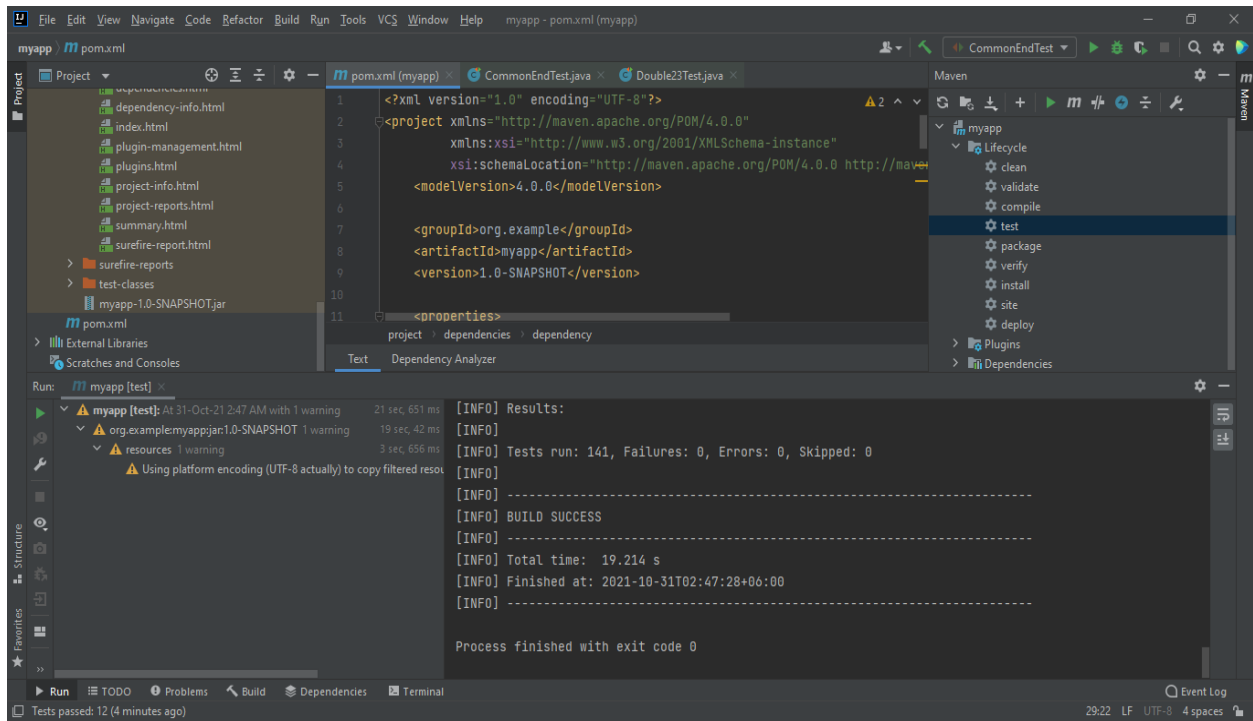 File Edit View Navigate Code Refactor Build Run Tools VCS Window Help myapp - pom.xml (myapp)
myapp pom.xml CommonEndTest
Project
pom.xml (myapp) CommonEndTest.java Double23Test.java
Maven
Project
Maven
dependencies.html
dependency-info.html
index.html
plugin-management.html
plugins.html
project-info.html
project-reports.html
summary.html
surefire-report.html
surefire-reports
test-classes
myapp-1.0-SNAPSHOT.jar
pom.xml
External Libraries
Scratches and Consoles
1 <?xml version="1.0" encoding="UTF-8"?>
2 <project xmlns="http://maven.apache.org/POM/4.0.0"
3 xmlns:xsi="http://www.w3.org/2001/XMLSchema-instance"
4 xsi:schemaLocation="http://maven.apache.org/POM/4.0.0 http://maven
5 <modelVersion>4.0.0</modelVersion>
6
7 <groupId>org.example</groupId>
8 <artifactId>myapp</artifactId>
9 <version>1.0-SNAPSHOT</version>
10
11 <properties>
2
project dependencies dependency
Text Dependency Analyzer
myapp
Lifecycle
clean
validate
compile
test
package
verify
install
site
deploy
Plugins
Dependencies
Run: myapp [test]
myapp [test]: At 31-Oct-21 2:47 AM with 1 warning 21 sec, 651 ms
org.example:myapp:jar:1.0-SNAPSHOT 1 warning 19 sec, 42 ms
resources 1 warning 3 sec, 656 ms
Using platform encoding (UTF-8 actually) to copy filtered resou
[INFO] Results:
[INFO]
[INFO] Tests run: 141, Failures: 0, Errors: 0, Skipped: 0
[INFO]
[INFO] ------------------------------------------------------------------------
[INFO] BUILD SUCCESS
[INFO] ------------------------------------------------------------------------
[INFO] Total time:  19.214 s
[INFO] Finished at: 2021-10-31T02:47:28+06:00
[INFO] ------------------------------------------------------------------------
Process finished with exit code 0
Structure
Favorites
Run TODO Problems Build Dependencies Terminal Event Log
Tests passed: 12 (4 minutes ago) 29:22 LF UTF-8 4 spaces